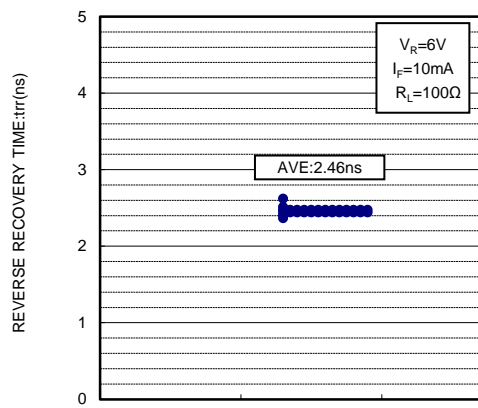 REVERSE RECOVERY TIME:trr(ns)
5
4
3
2
1
0
V_R=6V
I_F=10mA
R_L=100Ω
AVE:2.46ns